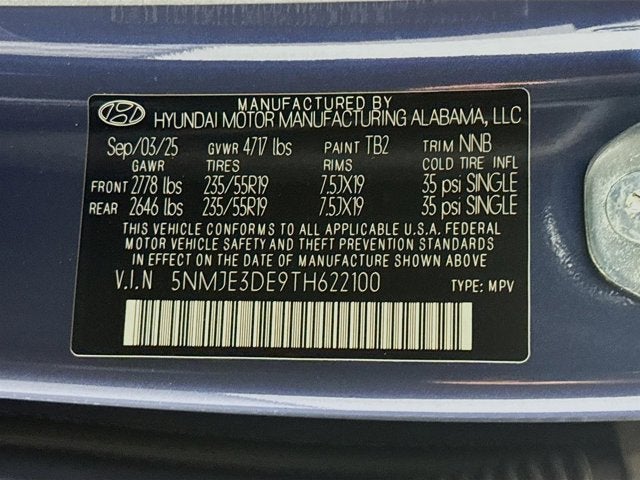 MANUFACTURED BY
HYUNDAI MOTOR MANUFACTURING ALABAMA, LLC
Sep/03/25 GVWR 4717 lbs PAINT TB2 TRIM NNB
GAWR TIRES RIMS COLD TIRE INFL
FRONT 2778 lbs 235/55R19 7.5JX19 35 psi SINGLE
REAR 2646 lbs 235/55R19 7.5JX19 35 psi SINGLE
THIS VEHICLE CONFORMS TO ALL APPLICABLE U.S.A. FEDERAL
MOTOR VEHICLE SAFETY AND THEFT PREVENTION STANDARDS
IN EFFECT ON THE DATE OF MANUFACTURE SHOWN ABOVE.
V.I.N 5NMJE3DE9TH622100 TYPE: MPV